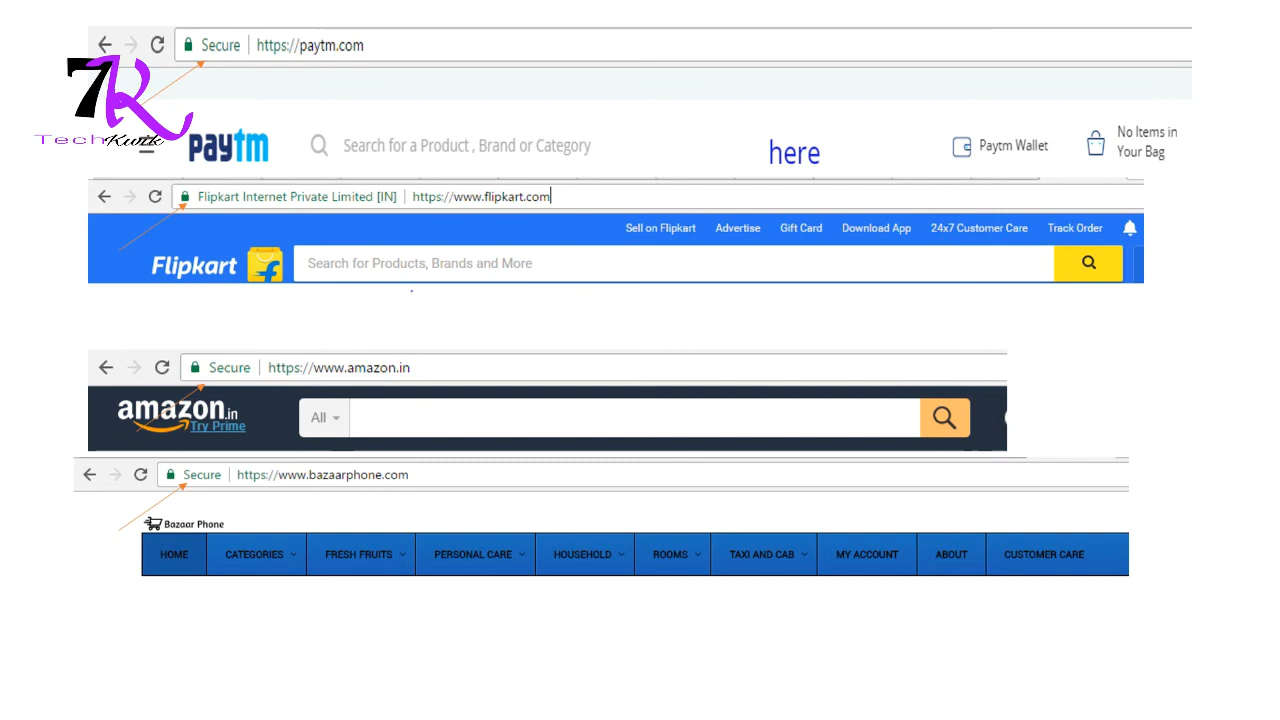 Secure https://paytm.com
7K
TechKwik
paytm Search for a Product , Brand or Category here Paytm Wallet No Items in
Your Bag
Flipkart Internet Private Limited [IN] https://www.flipkart.com
Sell on Flipkart Advertise Gift Card Download App 24x7 Customer Care Track Order
Flipkart Search for Products, Brands and More
Secure https://www.amazon.in
amazon.in All
Try Prime
Secure https://www.bazaarphone.com
Bazaar Phone
HOME CATEGORIES FRESH FRUITS PERSONAL CARE HOUSEHOLD ROOMS TAXI AND CAB MY ACCOUNT ABOUT CUSTOMER CARE